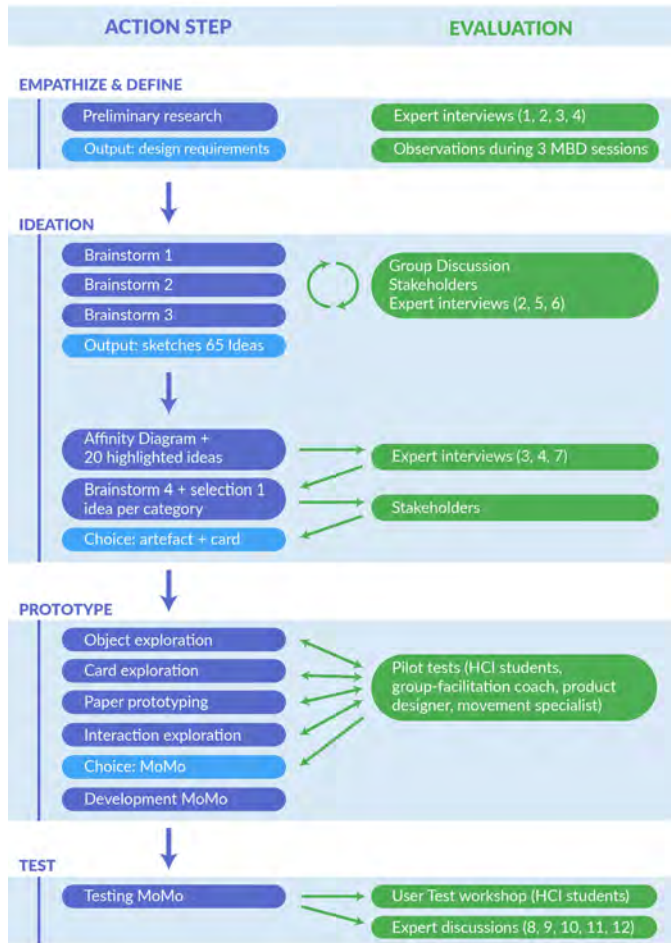 ACTION STEP EVALUATION
EMPATHIZE & DEFINE
Preliminary research
Expert interviews (1, 2, 3, 4)
Output: design requirements
Observations during 3 MBD sessions
IDEATION
Brainstorm 1
Brainstorm 2
Brainstorm 3
Output: sketches 65 Ideas
Group Discussion
Stakeholders
Expert interviews (2, 5, 6)
Affinity Diagram +
20 highlighted ideas
Expert interviews (3, 4, 7)
Brainstorm 4 + selection 1
idea per category
Stakeholders
Choice: artefact + card
PROTOTYPE
Object exploration
Card exploration
Paper prototyping
Interaction exploration
Choice: MoMo
Development MoMo
Pilot tests (HCI students,
group-facilitation coach, product
designer, movement specialist)
TEST
Testing MoMo
User Test workshop (HCI students)
Expert discussions (8, 9, 10, 11, 12)